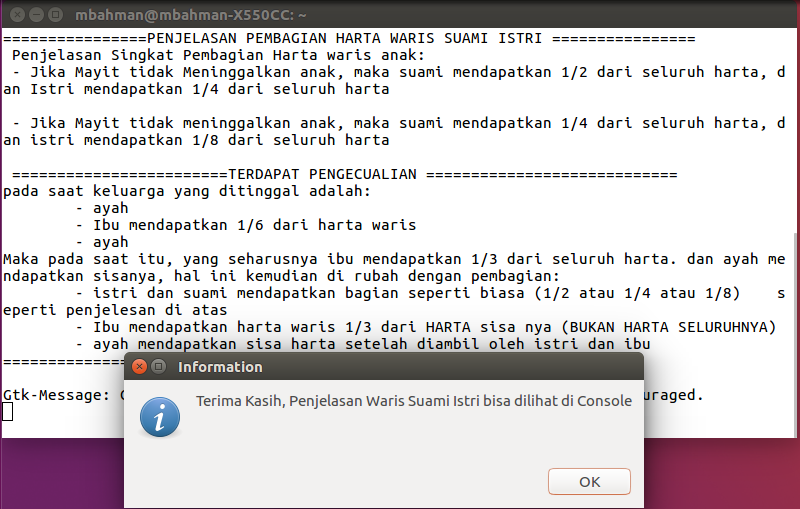 mbahman@mbahman-X550CC: ~
================PENJELASAN PEMBAGIAN HARTA WARIS SUAMI ISTRI ================
Penjelasan Singkat Pembagian Harta waris anak:
- Jika Mayit tidak Meninggalkan anak, maka suami mendapatkan 1/2 dari seluruh harta, d
an Istri mendapatkan 1/4 dari seluruh harta
- Jika Mayit tidak meninggalkan anak, maka suami mendapatkan 1/4 dari seluruh harta, d
an istri mendapatkan 1/8 dari seluruh harta
========================TERDAPAT PENGECUALIAN ============================
pada saat keluarga yang ditinggal adalah:
- ayah
- Ibu mendapatkan 1/6 dari harta waris
- ayah
Maka pada saat itu, yang seharusnya ibu mendapatkan 1/3 dari seluruh harta. dan ayah me
ndapatkan sisanya, hal ini kemudian di rubah dengan pembagian:
- istri dan suami mendapatkan bagian seperti biasa (1/2 atau 1/4 atau 1/8) s
eperti penjelesan di atas
- Ibu mendapatkan harta waris 1/3 dari HARTA sisa nya (BUKAN HARTA SELURUHNYA)
- ayah mendapatkan sisa harta setelah diambil oleh istri dan ibu
==============
Gtk-Message: uraged.
Information
Terima Kasih, Penjelasan Waris Suami Istri bisa dilihat di Console
OK